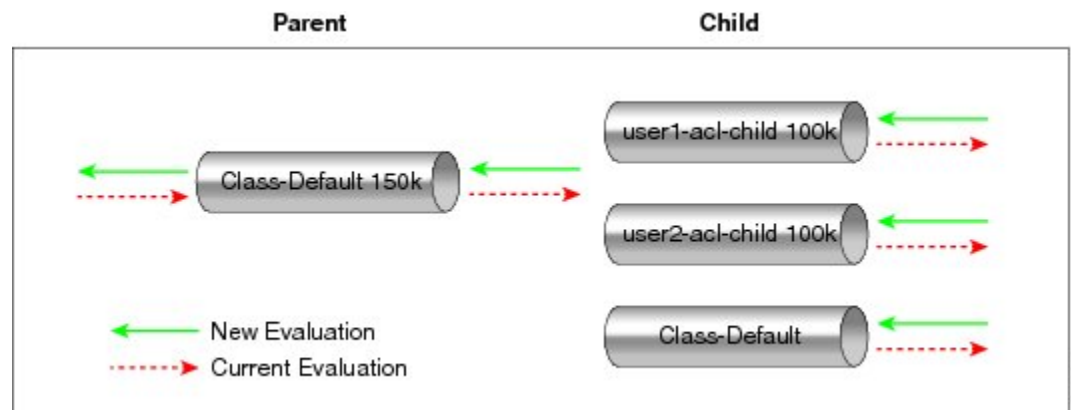 Parent
Child
user1-acl-child 100k
Class-Default 150k
user2-acl-child 100k
Class-Default
New Evaluation
Current Evaluation